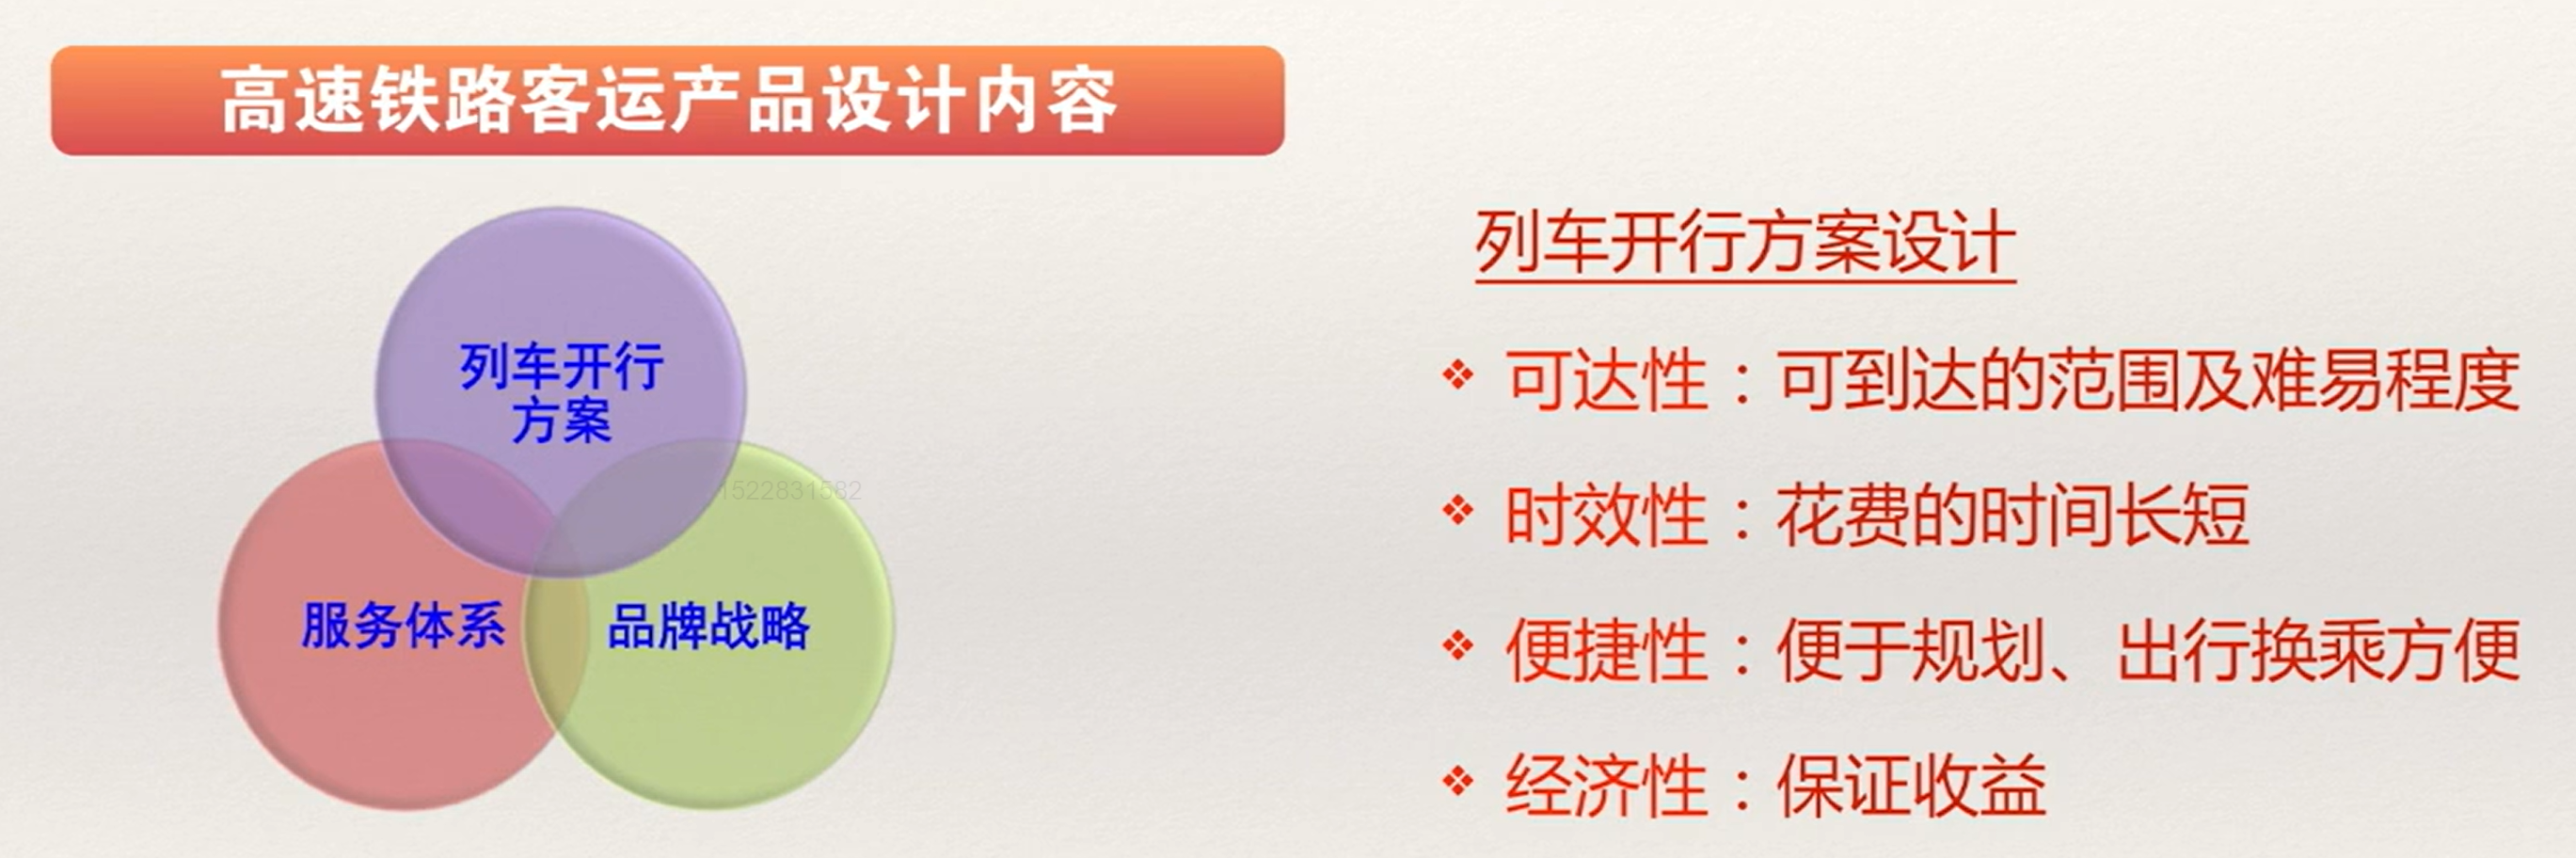 高速铁路客运产品设计内容
列车开行
方案
服务体系
品牌战略
1522831582
列车开行方案设计
❖ 可达性：可到达的范围及难易程度
❖ 时效性：花费的时间长短
❖ 便捷性：便于规划、出行换乘方便
❖ 经济性：保证收益